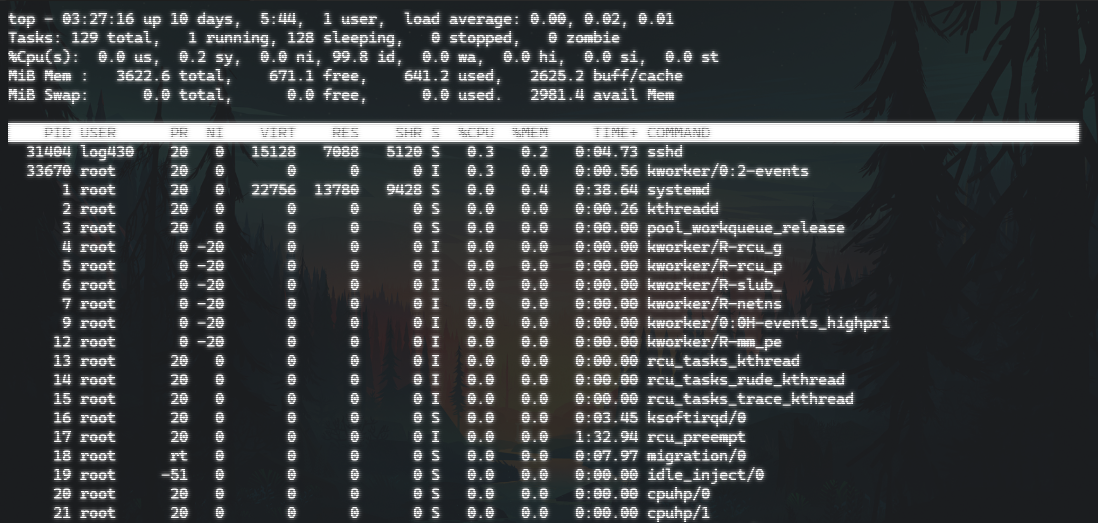 top - 03:27:16 up 10 days,  5:44,  1 user,  load average: 0.00, 0.02, 0.01
Tasks: 129 total,   1 running, 128 sleeping,   0 stopped,   0 zombie
%Cpu(s):  0.0 us,  0.2 sy,  0.0 ni, 99.8 id,  0.0 wa,  0.0 hi,  0.0 si,  0.0 st
MiB Mem :   3622.6 total,    671.1 free,    641.2 used,   2625.2 buff/cache
MiB Swap:      0.0 total,      0.0 free,      0.0 used.   2981.4 avail Mem
    PID USER      PR  NI    VIRT    RES    SHR S  %CPU  %MEM     TIME+ COMMAND
  31404 log430    20   0   15128   7088   5120 S   0.3   0.2   0:04.73 sshd
  33670 root      20   0       0      0      0 I   0.3   0.0   0:00.56 kworker/0:2-events
      1 root      20   0   22756  13780   9428 S   0.0   0.4   0:38.64 systemd
      2 root      20   0       0      0      0 S   0.0   0.0   0:00.26 kthreadd
      3 root      20   0       0      0      0 S   0.0   0.0   0:00.00 pool_workqueue_release
      4 root       0 -20       0      0      0 I   0.0   0.0   0:00.00 kworker/R-rcu_g
      5 root       0 -20       0      0      0 I   0.0   0.0   0:00.00 kworker/R-rcu_p
      6 root       0 -20       0      0      0 I   0.0   0.0   0:00.00 kworker/R-slub_
      7 root       0 -20       0      0      0 I   0.0   0.0   0:00.00 kworker/R-netns
      9 root       0 -20       0      0      0 I   0.0   0.0   0:00.00 kworker/0:0H-events_highpri
     12 root       0 -20       0      0      0 I   0.0   0.0   0:00.00 kworker/R-mm_pe
     13 root      20   0       0      0      0 I   0.0   0.0   0:00.00 rcu_tasks_kthread
     14 root      20   0       0      0      0 I   0.0   0.0   0:00.00 rcu_tasks_rude_kthread
     15 root      20   0       0      0      0 I   0.0   0.0   0:00.00 rcu_tasks_trace_kthread
     16 root      20   0       0      0      0 S   0.0   0.0   0:03.45 ksoftirqd/0
     17 root      20   0       0      0      0 I   0.0   0.0   1:32.94 rcu_preempt
     18 root      rt   0       0      0      0 S   0.0   0.0   0:07.97 migration/0
     19 root     -51   0       0      0      0 S   0.0   0.0   0:00.00 idle_inject/0
     20 root      20   0       0      0      0 S   0.0   0.0   0:00.00 cpuhp/0
     21 root      20   0       0      0      0 S   0.0   0.0   0:00.00 cpuhp/1